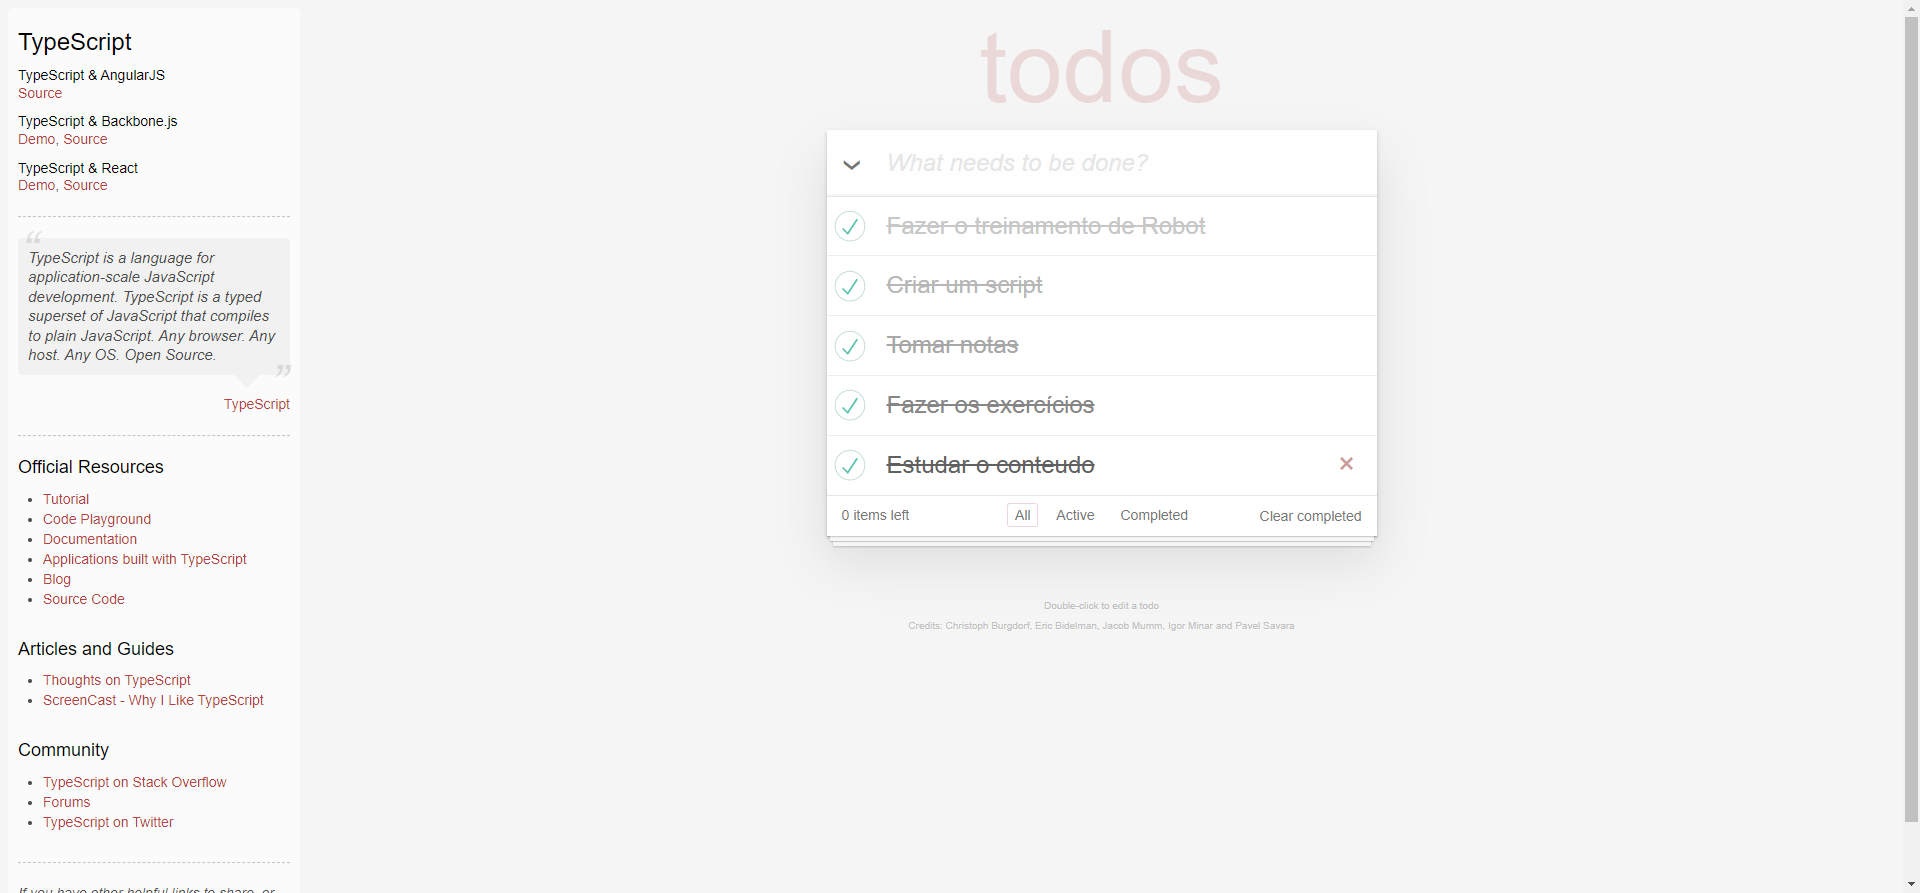 TypeScript
TypeScript & AngularJS
Source
TypeScript & Backbone.js
Demo, Source
TypeScript & React
Demo, Source
“
TypeScript is a language for
application-scale JavaScript
development. TypeScript is a typed
superset of JavaScript that compiles
to plain JavaScript. Any browser. Any
host. Any OS. Open Source.
”
TypeScript
Official Resources
Tutorial
Code Playground
Documentation
Applications built with TypeScript
Blog
Source Code
Articles and Guides
Thoughts on TypeScript
ScreenCast - Why I Like TypeScript
Community
TypeScript on Stack Overflow
Forums
TypeScript on Twitter
If you have other helpful links to share, or
todos
What needs to be done?
Fazer o treinamento de Robot
Criar um script
Tomar notas
Fazer os exercícios
Estudar o conteudo
0 items left All Active Completed Clear completed
Double-click to edit a todo
Credits: Christoph Burgdorf, Eric Bidelman, Jacob Mumm, Igor Minar and Pavel Savara